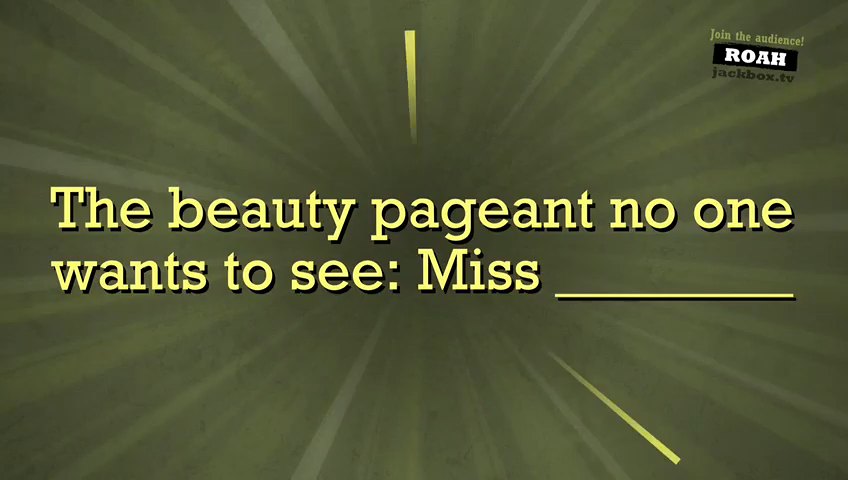 Join the audience!
ROAH
jackbox.tv
The beauty pageant no one
wants to see: Miss ________